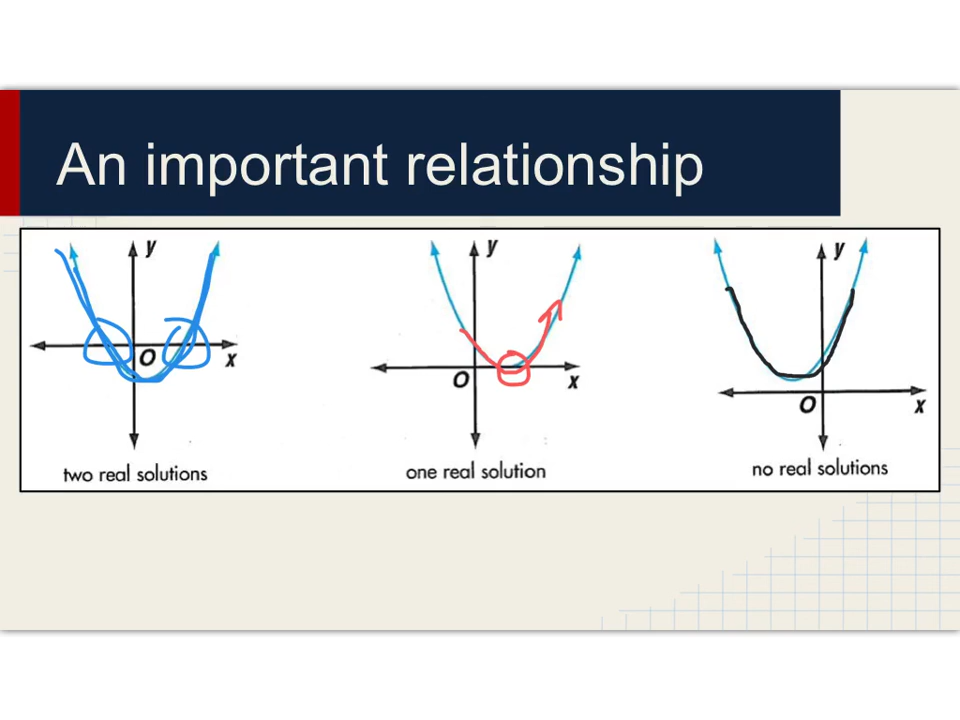 An important relationship
y
O
x
two real solutions
y
O
x
one real solution
y
O
x
no real solutions